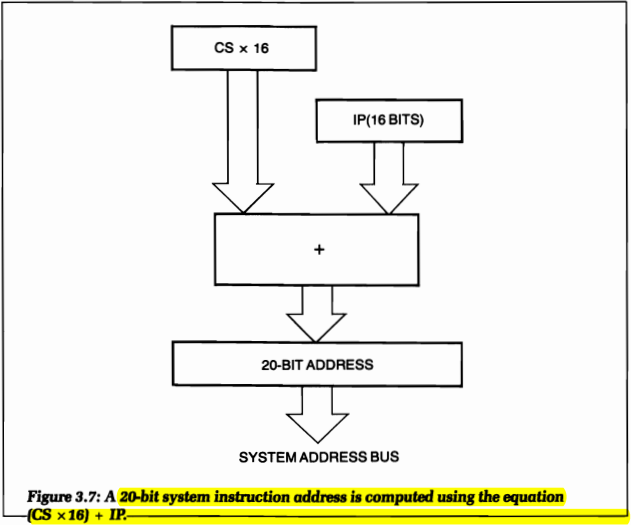 CS × 16
IP(16 BITS)
+
20-BIT ADDRESS
SYSTEM ADDRESS BUS
Figure 3.7: A 20-bit system instruction address is computed using the equation
(CS ×16) + IP.